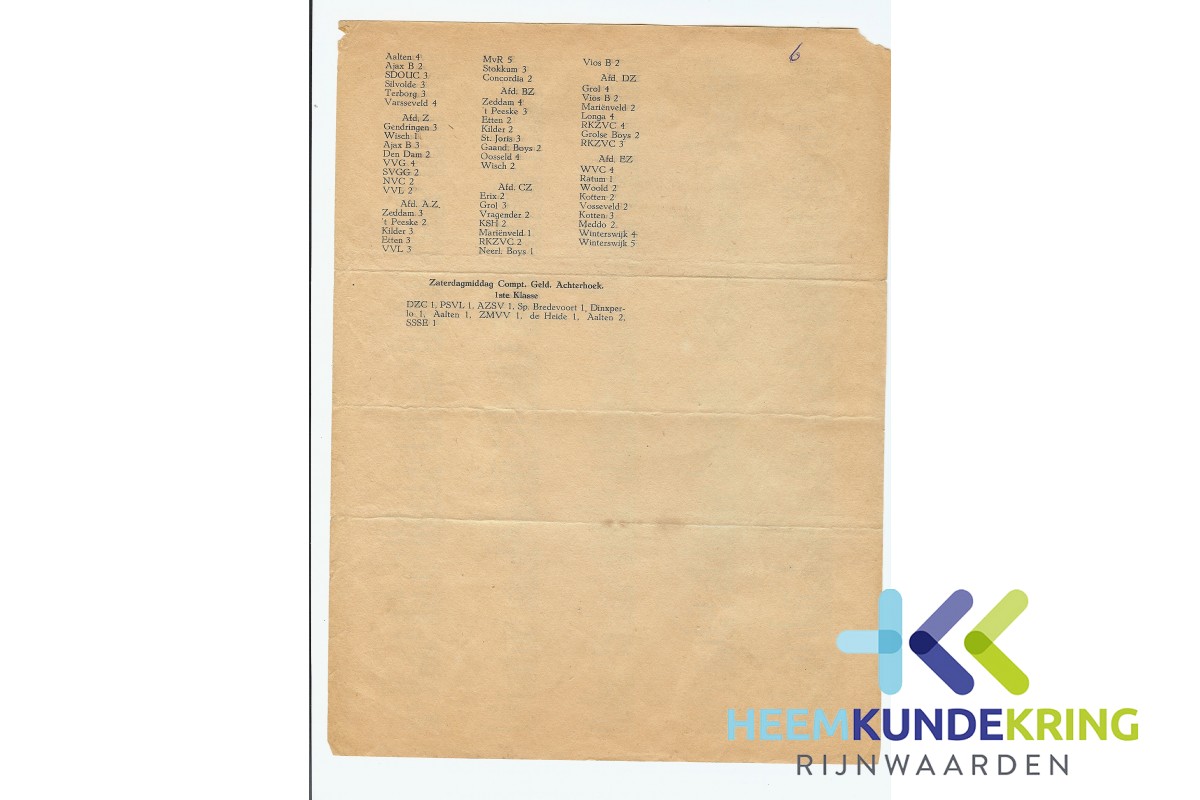 6
Aalten 4
Ajax B 2
SDOUC 3
Silvolde 3
Terborg 3
Varsseveld 4
Afd. Z
Gendringen 3
Wisch 1
Ajax B 3
Den Dam 2
VVG 4
SVGG 2
NVC 2
VVL 2
Afd. A.Z.
Zeddam 3
't Peeske 2
Kilder 3
Etten 3
VVL 3
MvR 5
Stokkum 3
Concordia 2
Afd. BZ
Zeddam 4
't Peeske 3
Etten 2
Kilder 2
St. Joris 3
Gaand. Boys 2
Oosseld 4
Wisch 2
Afd. CZ
Erix 2
Grol 3
Vragender 2
KSH 2
Mariënveld 1
RKZVC 2
Neerl. Boys 1
Vios B 2
Afd. DZ
Grol 4
Vios B 2
Mariënveld 2
Longa 4
RKZVC 4
Grolse Boys 2
RKZVC 3
Afd. EZ
WVC 4
Ratum 1
Woold 2
Kotten 2
Vosseveld 2
Kotten 3
Meddo 2
Winterswijk 4
Winterswijk 5
Zaterdagmiddag Compt. Geld. Achterhoek.
1ste Klasse
DZC 1, PSVL 1, AZSV 1, Sp. Bredevoort 1, Dinxper-
lo 1, Aalten 1, ZMVV 1, de Heide 1, Aalten 2,
SSSE 1
HEEMKUNDEKRING
RIJNWAARDEN